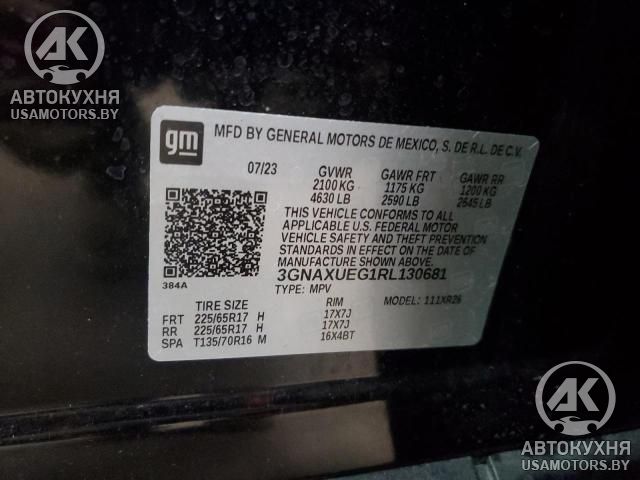 АК
АВТОКУХНЯ
USAMOTORS.BY
gm
MFD BY GENERAL MOTORS DE MEXICO, S. DE R.L. DE C.V.
07/23 GVWR GAWR FRT GAWR RR
2100 KG 1175 KG 1200 KG
4630 LB 2590 LB 2645 LB
THIS VEHICLE CONFORMS TO ALL
APPLICABLE U.S. FEDERAL MOTOR
VEHICLE SAFETY AND THEFT PREVENTION
STANDARDS IN EFFECT ON THE DATE OF
MANUFACTURE SHOWN ABOVE.
3GNAXUEG1RL130681
384A
TYPE: MPV MODEL: 111XR26
TIRE SIZE RIM
FRT 225/65R17 H 17X7J
RR 225/65R17 H 17X7J
SPA T135/70R16 M 16X4BT
АК
АВТОКУХНЯ
USAMOTORS.BY